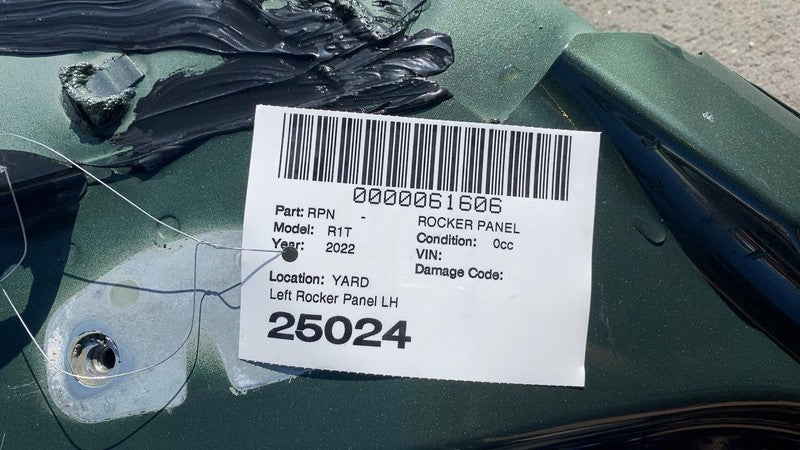 0000061606
Part: RPN - ROCKER PANEL
Model: R1T Condition: 0cc
Year: 2022 VIN:
Damage Code:
Location: YARD
Left Rocker Panel LH
25024